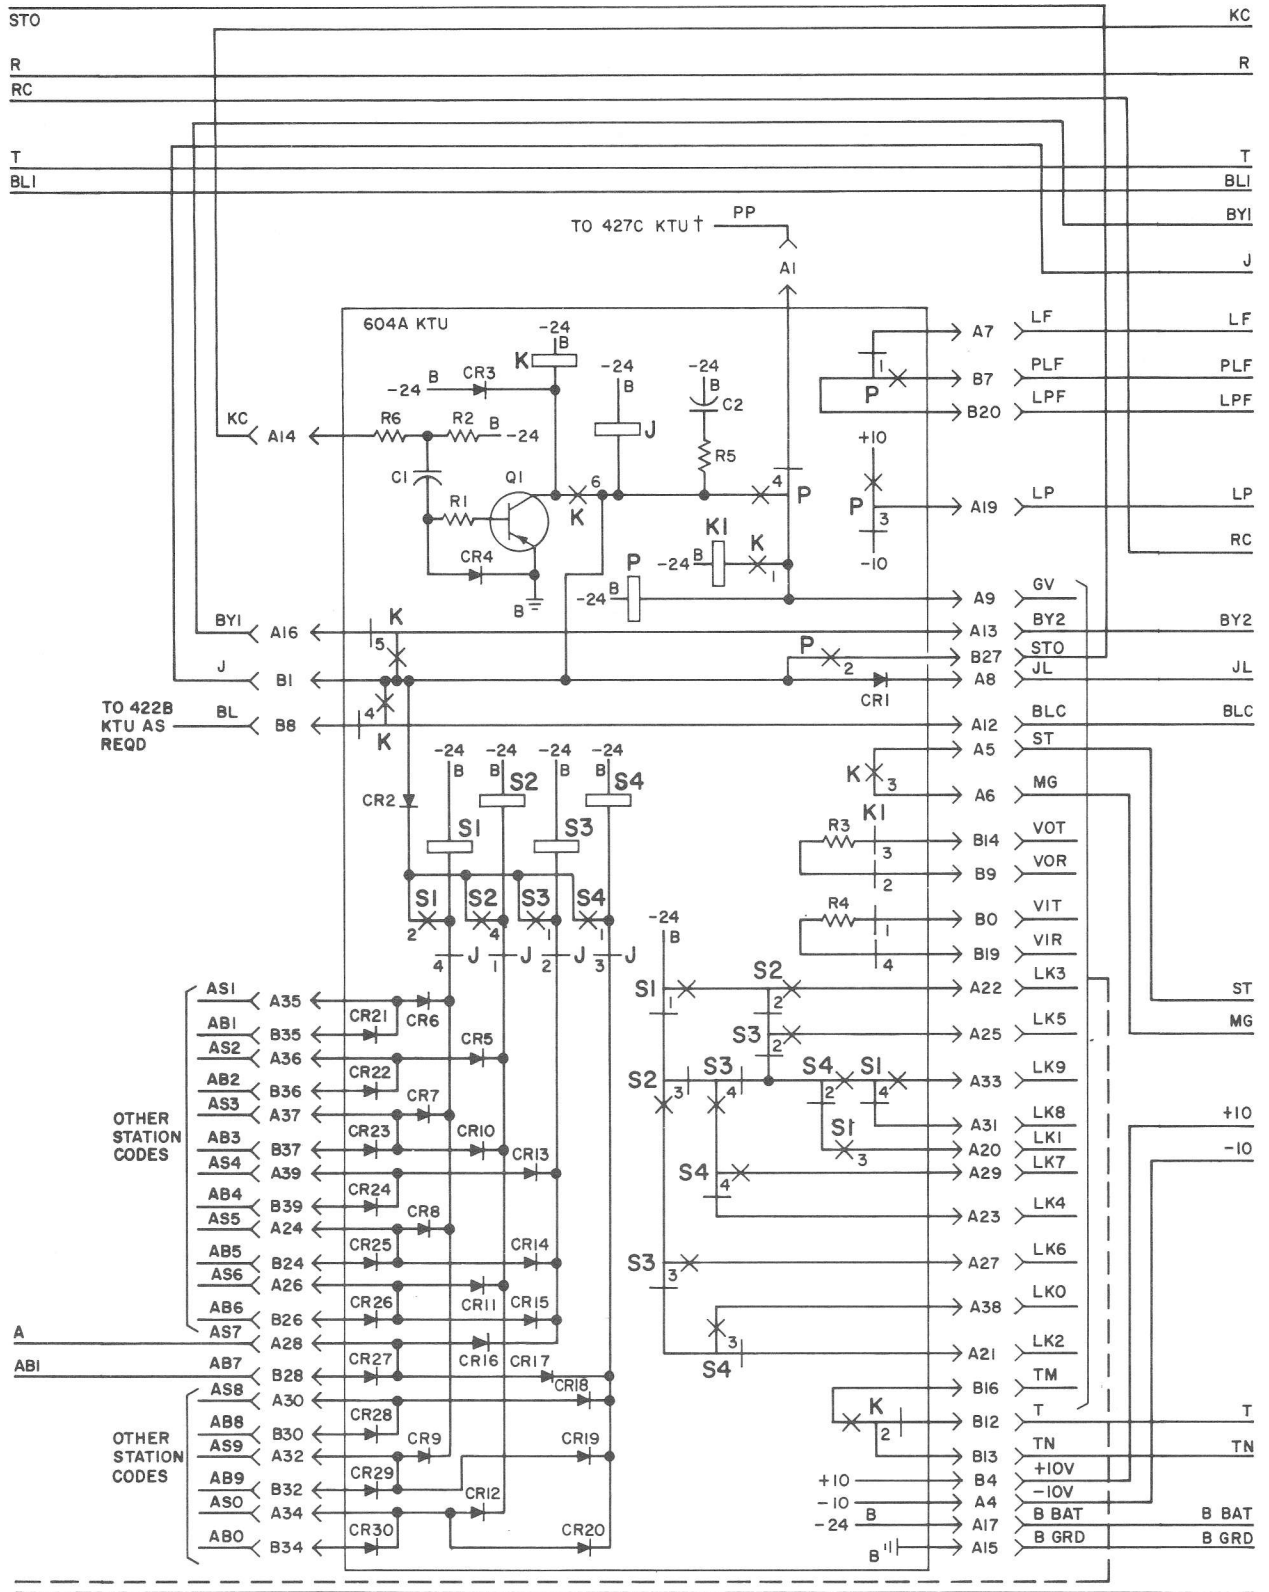 STO
KC
R
R
RC
T
T
BL1
BL1
BY1
TO 427C KTU† PP
J
A1
604A KTU
-24
B
K
-24 B CR3
-24
B
J
-24
B
C2
R5
KC A14
R6 R2 B -24
C1
R1
Q1
CR4
B
6
K
4
P
K1
-24 B
K
1
P
-24 B
A7 LF LF
1
P
B7 PLF PLF
B20 LPF LPF
+10
P
3
-10
A19 LP LP
RC
A9 GV
BY1 A16
K
5
A13 BY2 BY2
P
2
B27 STO
J B1
CR1
A8 JL JL
TO 422B
KTU AS
REQD
BL B8
4
K
A12 BLC BLC
A5 ST
K
3
A6 MG
CR2
-24
B
S1
-24
B
S2
-24
B
S3
-24
B
S4
S1
2
S2
4
S3
1
S4
1
4 J
1 J
2 J
3 J
R3 K1
3
B14 VOT
2
B9 VOR
R4
1
B0 VIT
4
B19 VIR
-24
B
S1
1
S2
2
A22 LK3
S3
2
A25 LK5
S2
3
S3
4
S4
2
S1
4
A33 LK9
A31 LK8
S1
3
A20 LK1
S4
4
A29 LK7
A23 LK4
S3
3
A27 LK6
A38 LK0
3
S4
A21 LK2
ST
MG
+10
-10
OTHER
STATION
CODES
AS1 A35
CR21
CR6
AB1 B35
AS2 A36
CR5
CR22
AB2 B36
CR7
AS3 A37
AB3 B37
CR23
CR10
CR13
AS4 A39
CR24
AB4 B39
CR8
AS5 A24
AB5 B24
CR25
CR14
AS6 A26
CR11
AB6 B26
CR26
CR15
A AS7 A28
CR16
AB1 AB7 B28
CR27
CR17
OTHER
STATION
CODES
AS8 A30
CR18
CR28
AB8 B30
CR9
CR19
AS9 A32
CR29
AB9 B32
CR12
AS0 A34
CR30
CR20
AB0 B34
B16 TM
K
2
B12 T T
B13 TN TN
+10 B4 +10V
-10 A4 -10V
-24 B A17 B BAT B BAT
B A15 B GRD B GRD